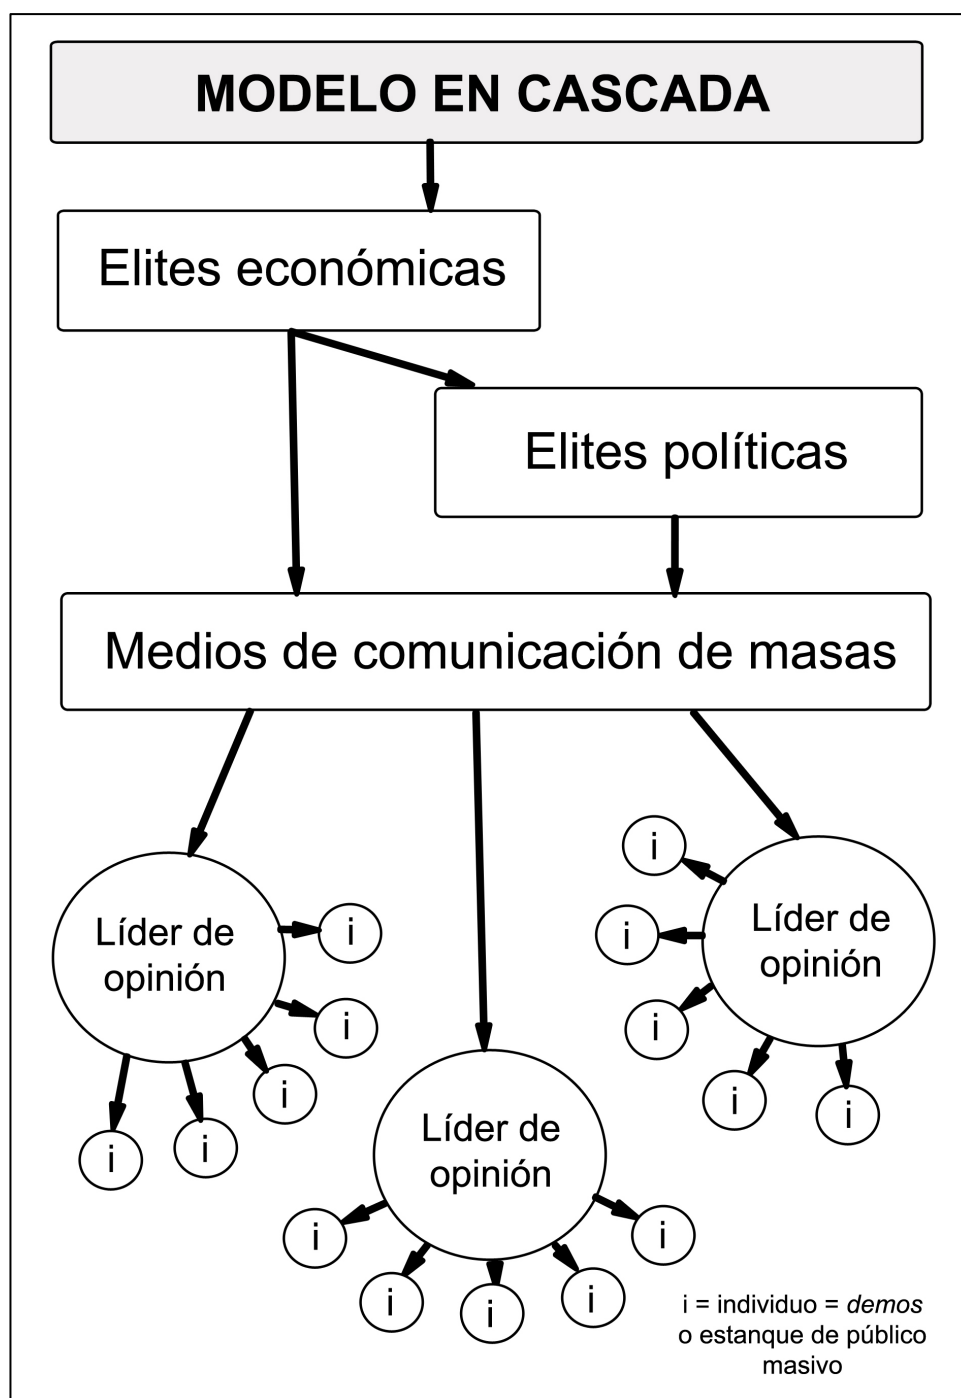 MODELO EN CASCADA
Elites económicas
Elites políticas
Medios de comunicación de masas
Líder de
opinión
i
i
i
i
i
Líder de
opinión
i
i
i
i
i
Líder de
opinión
i
i
i
i
i
i = individuo = demos
o estanque de público
masivo